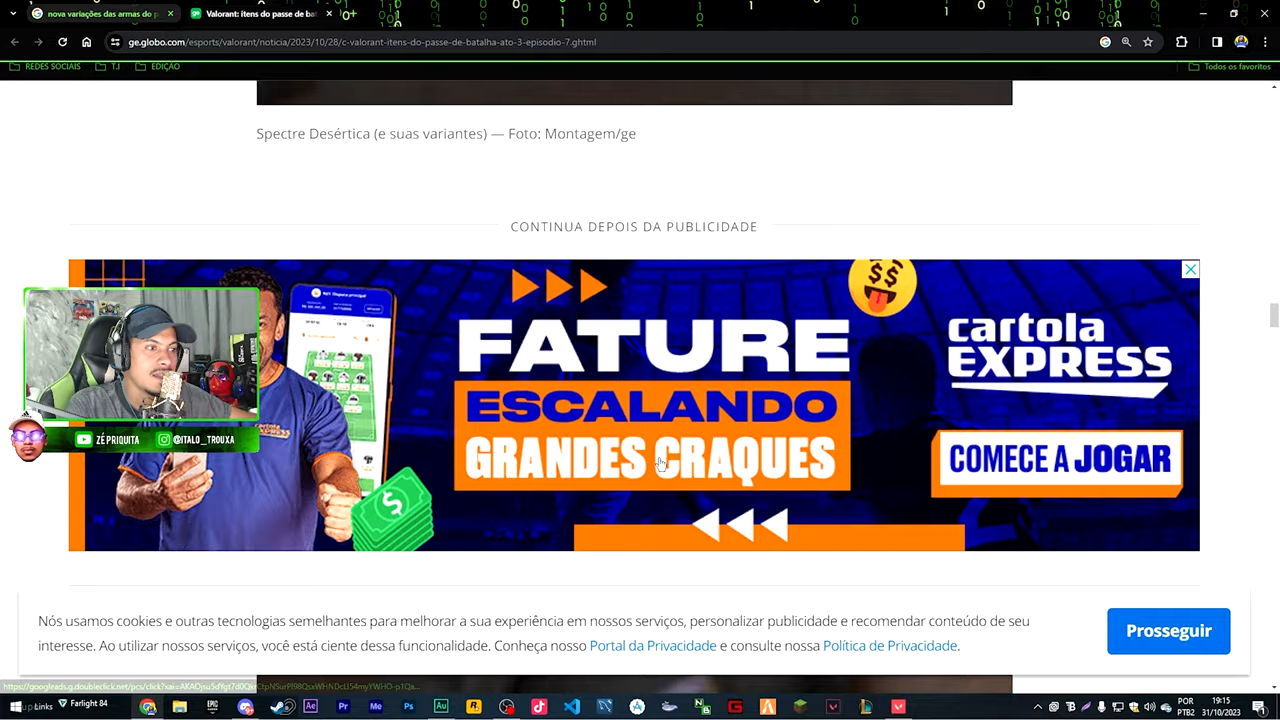 nova variações das armas do p
Valorant: itens do passe de bat
ge.globo.com/esports/valorant/noticia/2023/10/28/c-valorant-itens-do-passe-de-batalha-ato-3-episodio-7.ghtml
REDES SOCIAIS
T.I
EDIÇÃO
Todos os favoritos
Spectre Desértica (e suas variantes) — Foto: Montagem/ge
CONTINUA DEPOIS DA PUBLICIDADE
FATURE
ESCALANDO
GRANDES CRAQUES
cartola
EXPRESS
COMECE A JOGAR
ZÉ PRIQUITA
@ITALO_TROUXA
Nós usamos cookies e outras tecnologias semelhantes para melhorar a sua experiência em nossos serviços, personalizar publicidade e recomendar conteúdo de seu
interesse. Ao utilizar nossos serviços, você está ciente dessa funcionalidade. Conheça nosso Portal da Privacidade e consulte nossa Política de Privacidade.
Prosseguir
Links
Farlight 84
POR
PTB2
19:15
31/10/2023